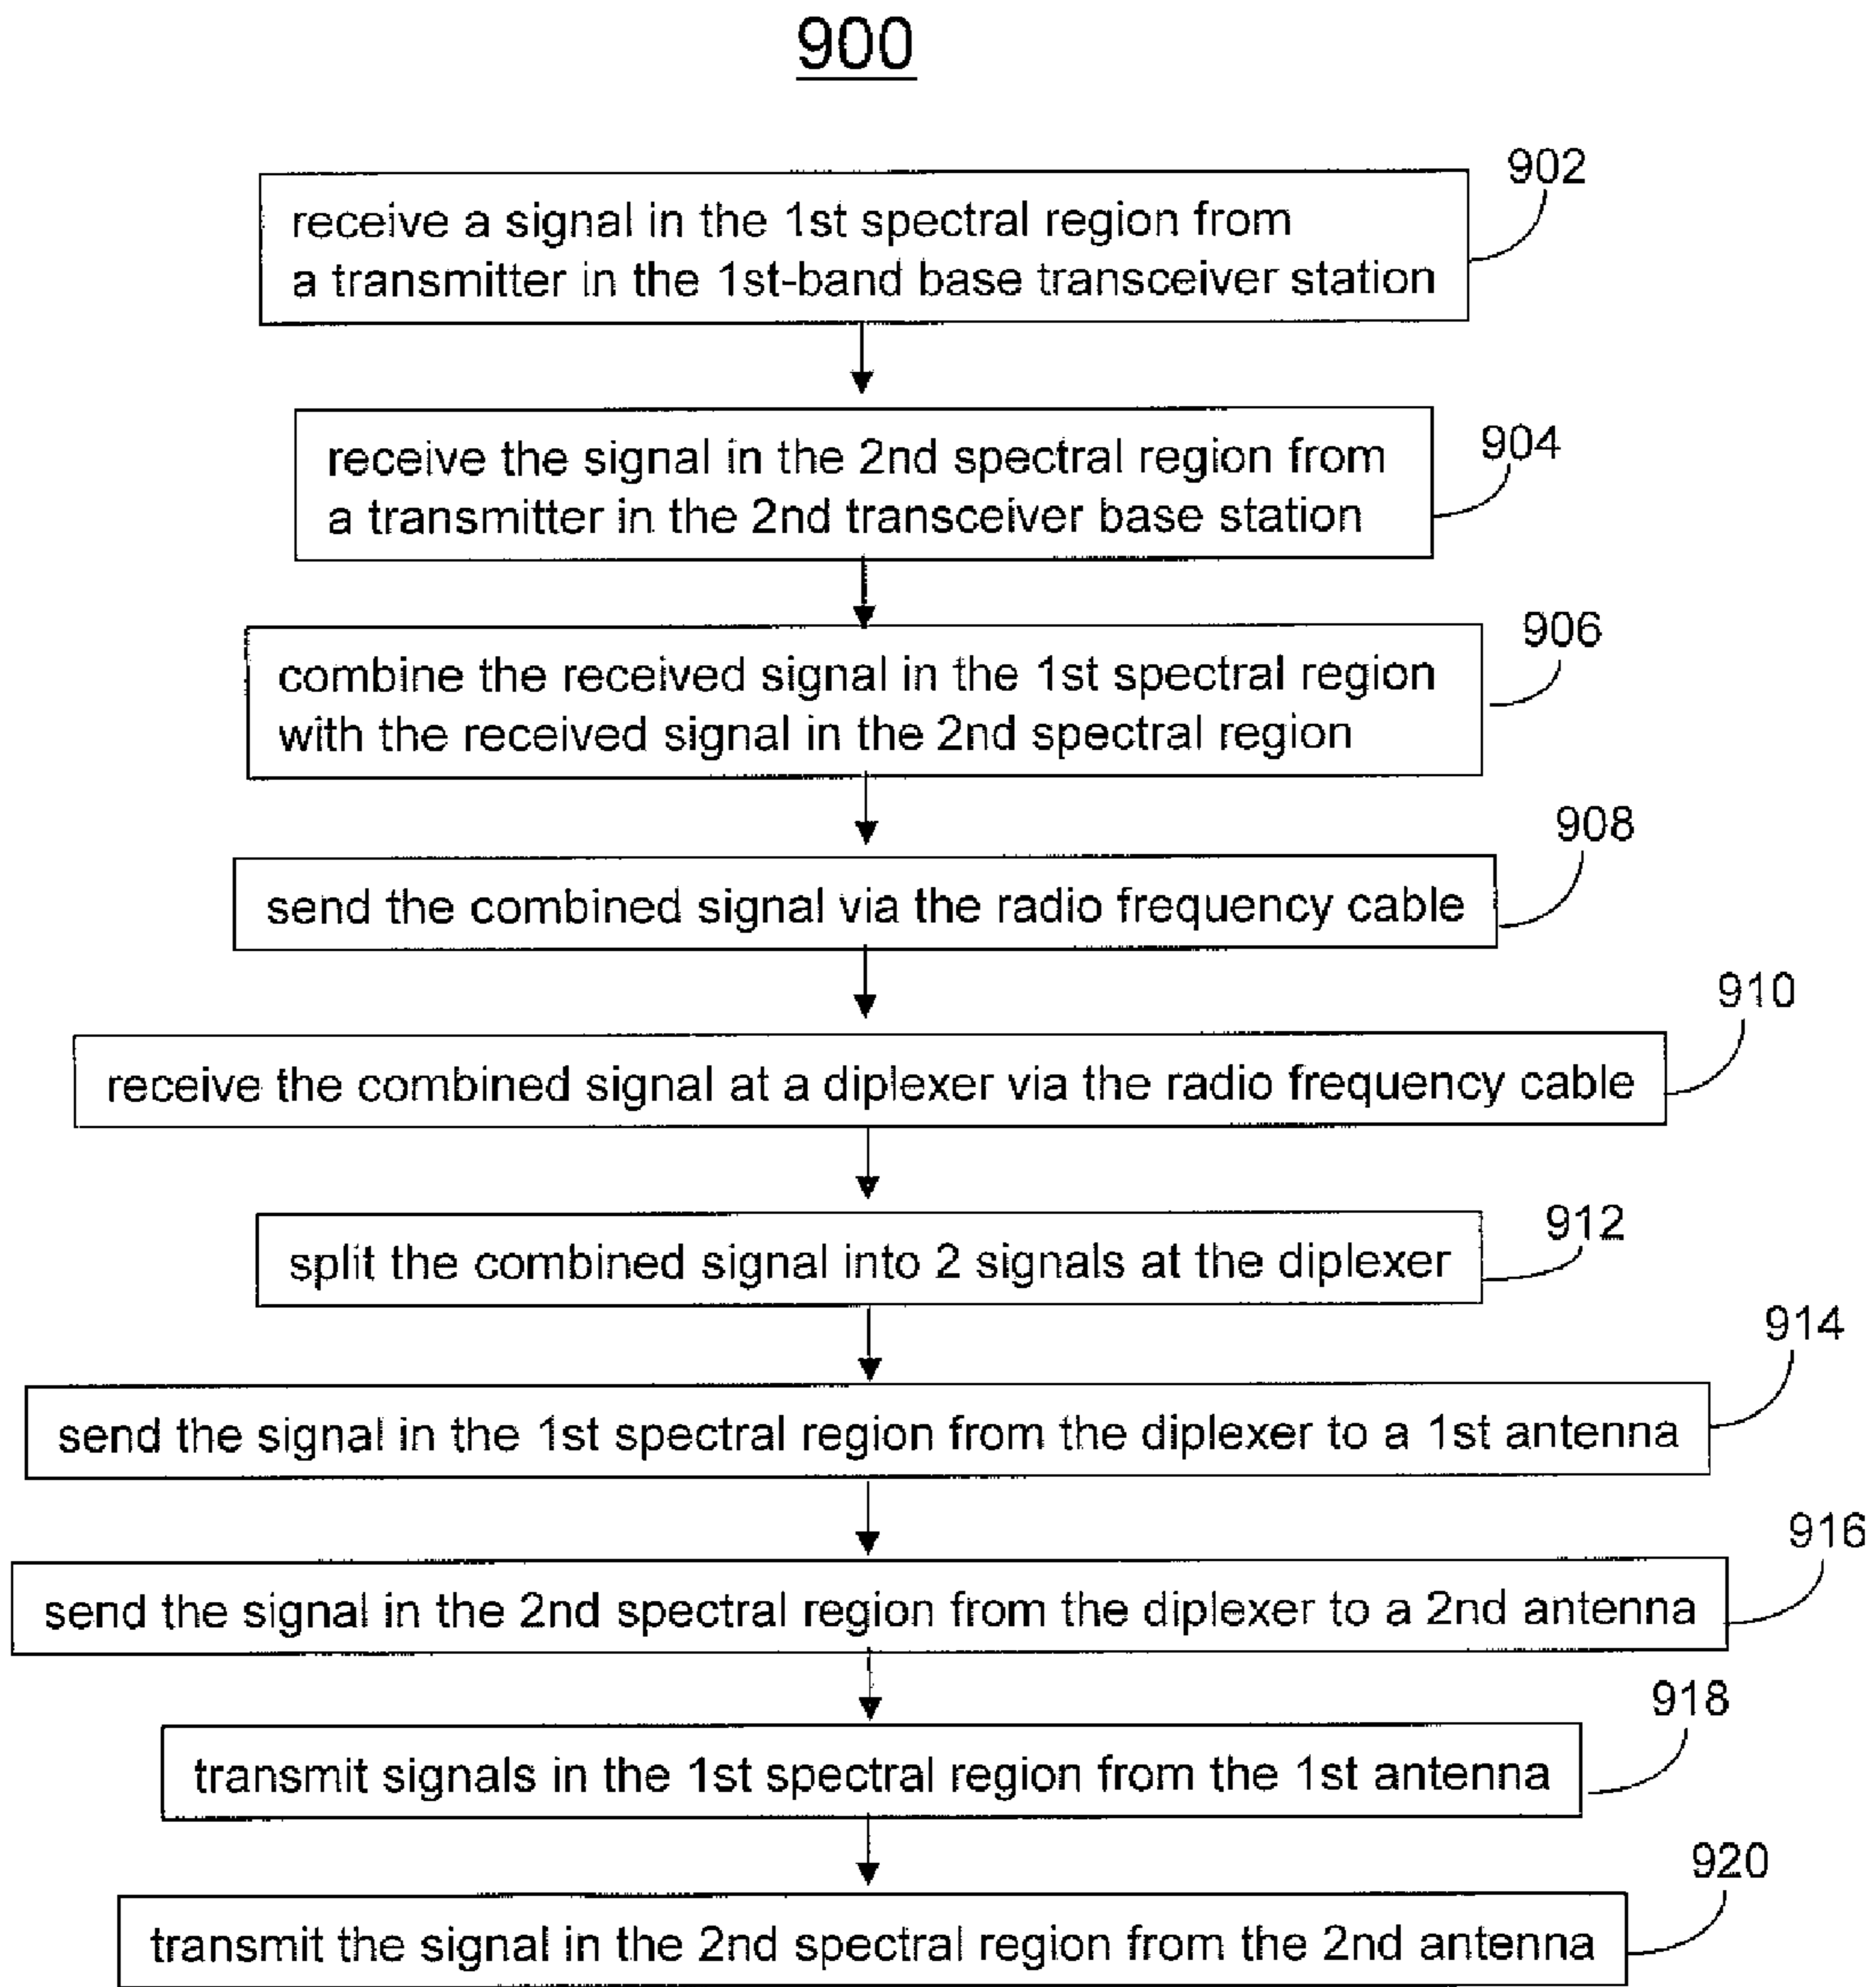 900
902
receive a signal in the 1st spectral region from
a transmitter in the 1st-band base transceiver station
904
receive the signal in the 2nd spectral region from
a transmitter in the 2nd transceiver base station
906
combine the received signal in the 1st spectral region
with the received signal in the 2nd spectral region
908
send the combined signal via the radio frequency cable
910
receive the combined signal at a diplexer via the radio frequency cable
912
split the combined signal into 2 signals at the diplexer
914
send the signal in the 1st spectral region from the diplexer to a 1st antenna
916
send the signal in the 2nd spectral region from the diplexer to a 2nd antenna
918
transmit signals in the 1st spectral region from the 1st antenna
920
transmit the signal in the 2nd spectral region from the 2nd antenna